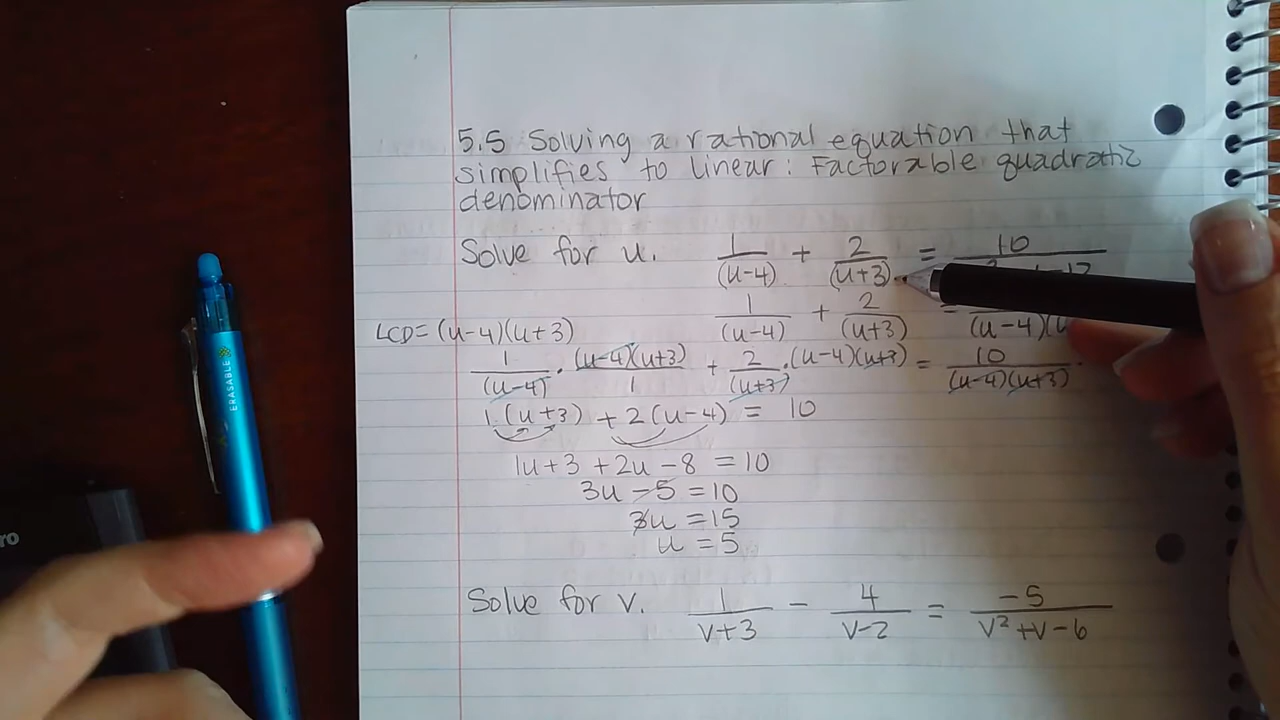 5.5 Solving a rational equation that
simplifies to linear: Factorable quadratic
denominator
Solve for u. 1/(u-4) + 2/(u+3) = 10/
1/(u-4) + 2/(u+3) = /(u-4)(u
LCD = (u-4)(u+3)
1/(u-4) · (u-4)(u+3)/1 + 2/(u+3) · (u-4)(u+3) = 10/(u-4)(u+3)
1(u+3) + 2(u-4) = 10
1u+3 + 2u-8 = 10
3u-5 = 10
3u = 15
u = 5
Solve for v. 1/v+3 - 4/v-2 = -5/v²+v-6
ERASABLE
ro